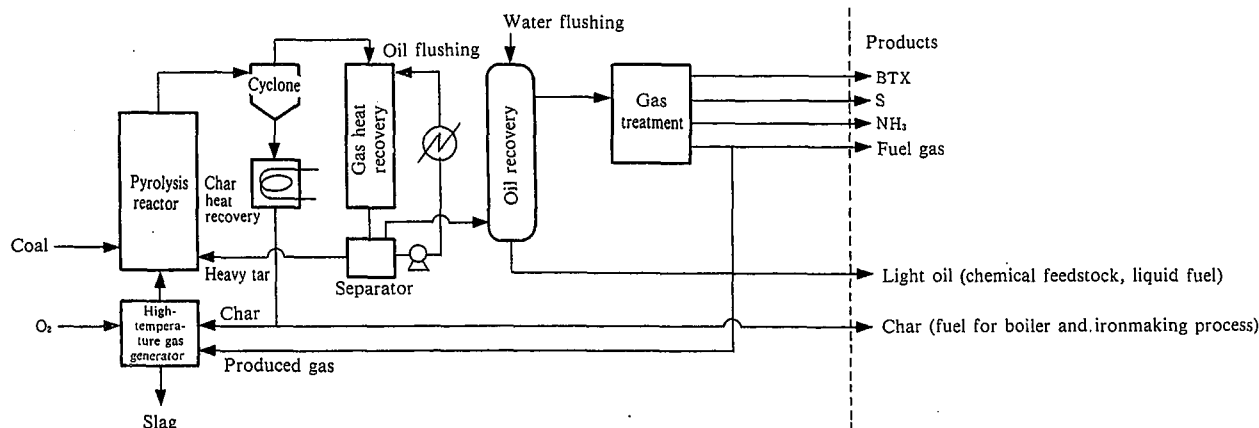 Water flushing
Products
Oil flushing
Cyclone
Gas heat
recovery
Oil recovery
Gas
treatment
BTX
S
NH₃
Fuel gas
Pyrolysis
reactor
Char
heat
recovery
Coal
Heavy tar
Separator
Light oil (chemical feedstock, liquid fuel)
O₂
High-
tempera-
ture gas
generator
Char
Char (fuel for boiler and ironmaking process)
Produced gas
Slag